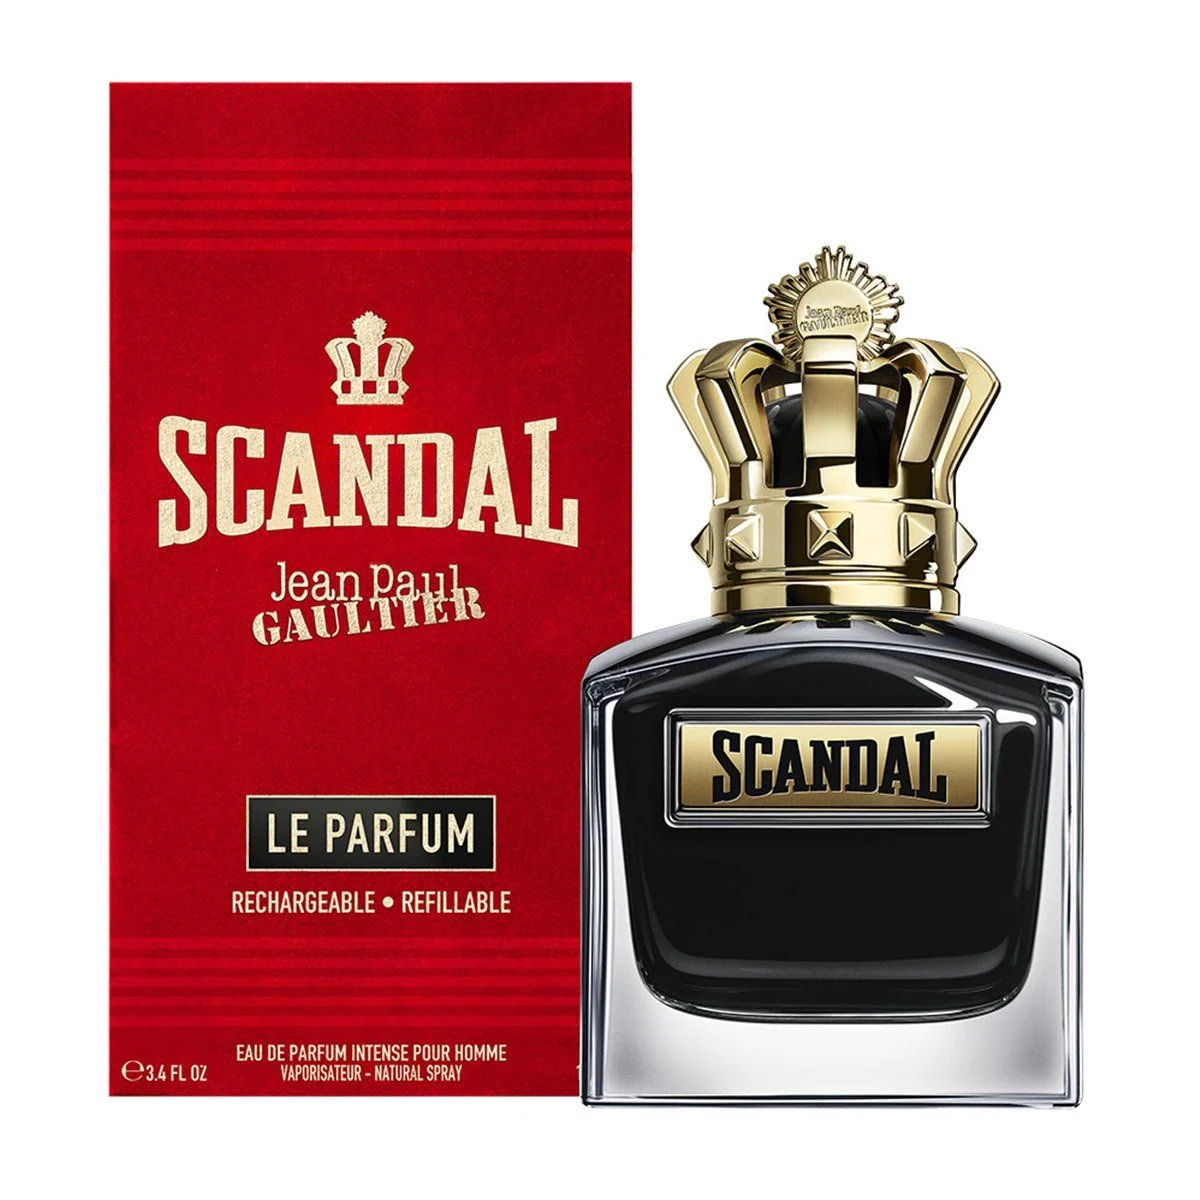 SCANDAL
Jean Paul
GAULTIER
LE PARFUM
RECHARGEABLE • REFILLABLE
EAU DE PARFUM INTENSE POUR HOMME
VAPORISATEUR - NATURAL SPRAY
℮3.4 FL OZ
Jean Paul
GAULTIER
SCANDAL